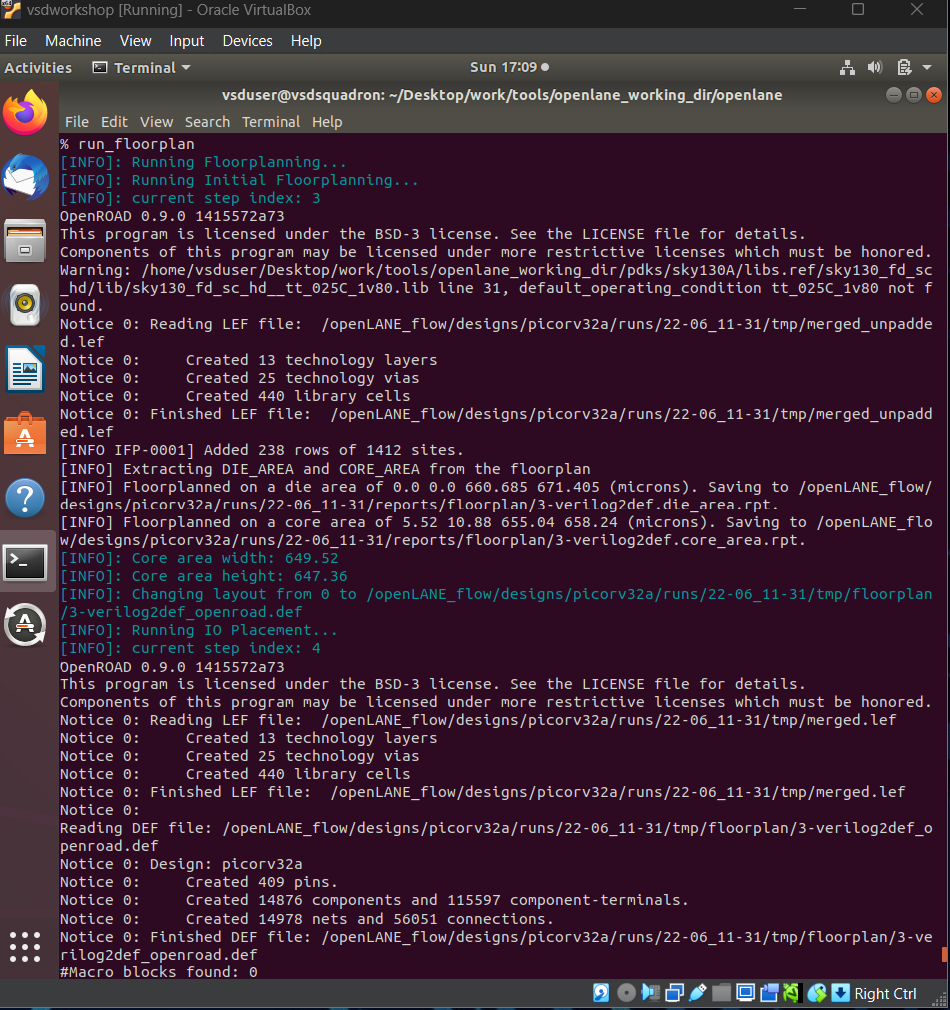 vsdworkshop [Running] - Oracle VirtualBox
File Machine View Input Devices Help
Activities Terminal Sun 17:09
vsduser@vsdsquadron: ~/Desktop/work/tools/openlane_working_dir/openlane
File Edit View Search Terminal Help
% run_floorplan
[INFO]: Running Floorplanning...
[INFO]: Running Initial Floorplanning...
[INFO]: current step index: 3
OpenROAD 0.9.0 1415572a73
This program is licensed under the BSD-3 license. See the LICENSE file for details.
Components of this program may be licensed under more restrictive licenses which must be honored.
Warning: /home/vsduser/Desktop/work/tools/openlane_working_dir/pdks/sky130A/libs.ref/sky130_fd_sc
_hd/lib/sky130_fd_sc_hd__tt_025C_1v80.lib line 31, default_operating_condition tt_025C_1v80 not f
ound.
Notice 0: Reading LEF file:  /openLANE_flow/designs/picorv32a/runs/22-06_11-31/tmp/merged_unpadde
d.lef
Notice 0:     Created 13 technology layers
Notice 0:     Created 25 technology vias
Notice 0:     Created 440 library cells
Notice 0: Finished LEF file:  /openLANE_flow/designs/picorv32a/runs/22-06_11-31/tmp/merged_unpadd
ed.lef
[INFO IFP-0001] Added 238 rows of 1412 sites.
[INFO] Extracting DIE_AREA and CORE_AREA from the floorplan
[INFO] Floorplanned on a die area of 0.0 0.0 660.685 671.405 (microns). Saving to /openLANE_flow/
designs/picorv32a/runs/22-06_11-31/reports/floorplan/3-verilog2def.die_area.rpt.
[INFO] Floorplanned on a core area of 5.52 10.88 655.04 658.24 (microns). Saving to /openLANE_flo
w/designs/picorv32a/runs/22-06_11-31/reports/floorplan/3-verilog2def.core_area.rpt.
[INFO]: Core area width: 649.52
[INFO]: Core area height: 647.36
[INFO]: Changing layout from 0 to /openLANE_flow/designs/picorv32a/runs/22-06_11-31/tmp/floorplan
/3-verilog2def_openroad.def
[INFO]: Running IO Placement...
[INFO]: current step index: 4
OpenROAD 0.9.0 1415572a73
This program is licensed under the BSD-3 license. See the LICENSE file for details.
Components of this program may be licensed under more restrictive licenses which must be honored.
Notice 0: Reading LEF file:  /openLANE_flow/designs/picorv32a/runs/22-06_11-31/tmp/merged.lef
Notice 0:     Created 13 technology layers
Notice 0:     Created 25 technology vias
Notice 0:     Created 440 library cells
Notice 0: Finished LEF file:  /openLANE_flow/designs/picorv32a/runs/22-06_11-31/tmp/merged.lef
Notice 0:
Reading DEF file: /openLANE_flow/designs/picorv32a/runs/22-06_11-31/tmp/floorplan/3-verilog2def_o
penroad.def
Notice 0: Design: picorv32a
Notice 0:     Created 409 pins.
Notice 0:     Created 14876 components and 115597 component-terminals.
Notice 0:     Created 14978 nets and 56051 connections.
Notice 0: Finished DEF file: /openLANE_flow/designs/picorv32a/runs/22-06_11-31/tmp/floorplan/3-ve
rilog2def_openroad.def
#Macro blocks found: 0
Right Ctrl